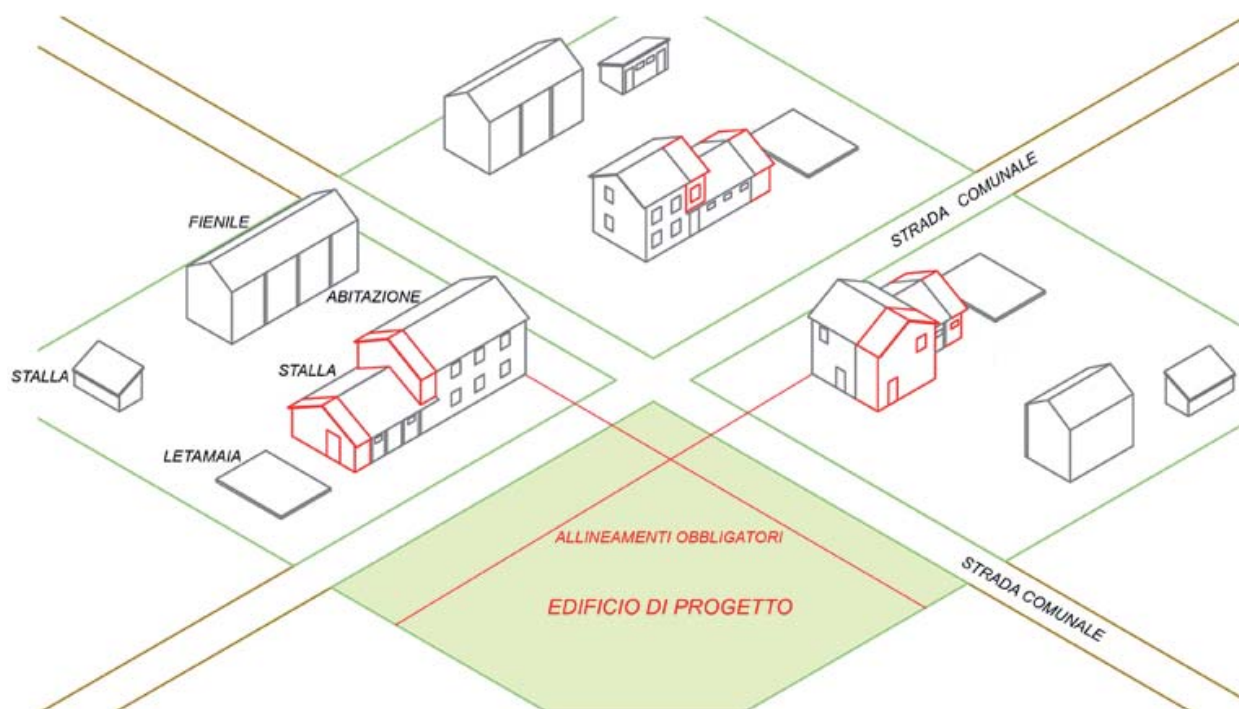 STRADA COMUNALE
FIENILE
ABITAZIONE
STALLA
STALLA
LETAMAIA
ALLINEAMENTI OBBLIGATORI
EDIFICIO DI PROGETTO
STRADA COMUNALE